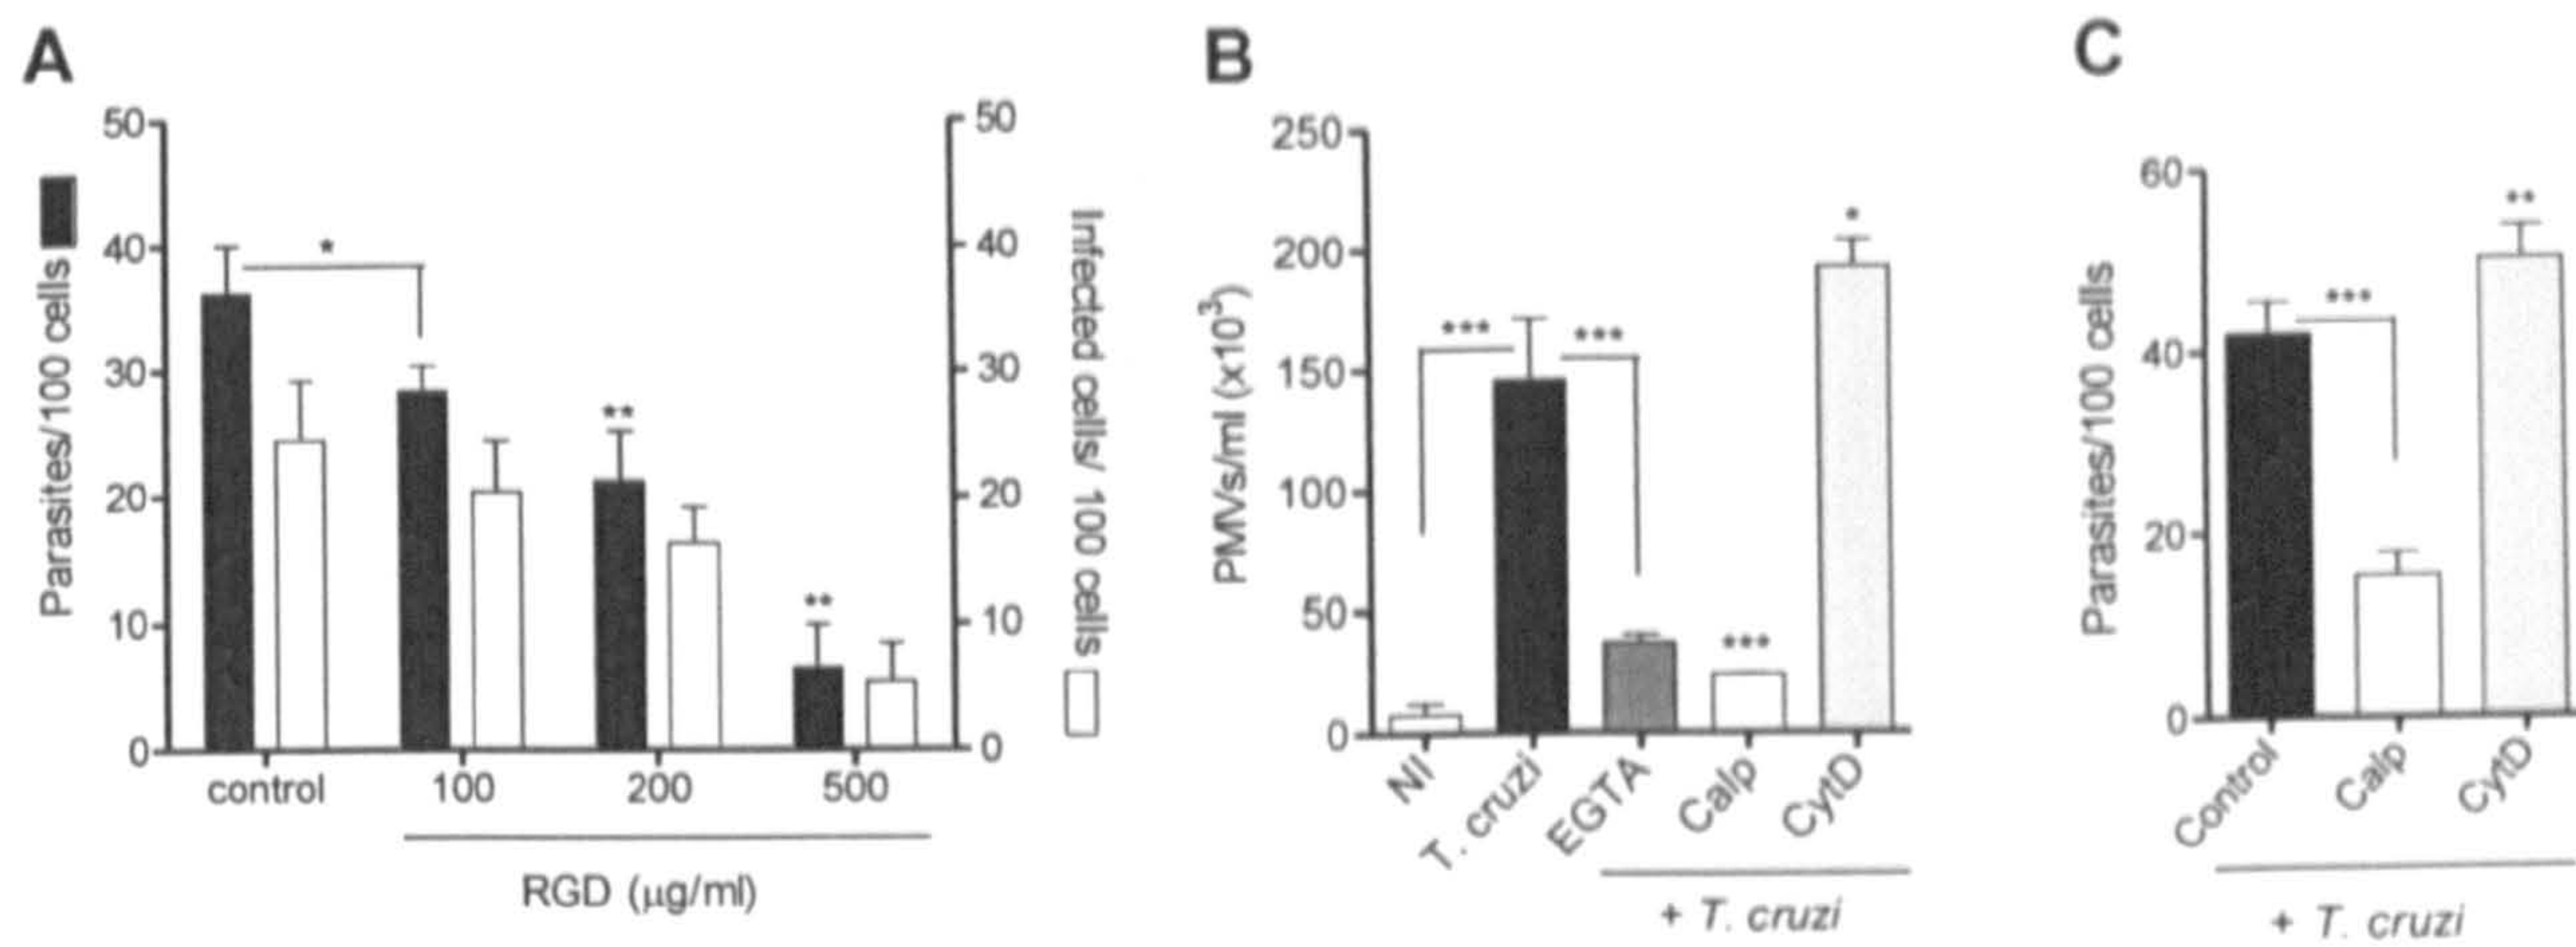 A
50
40
30
20
10
0
Parasites/100 cells
*
**
**
50
40
30
20
10
0
Infected cells/ 100 cells
control 100 200 500
RGD (μg/ml)
B
250
200
150
100
50
0
PMVs/ml (x10³)
***
***
***
*
NI T. cruzi EGTA Calp CytD
+ T. cruzi
C
60
40
20
0
Parasites/100 cells
***
**
Control Calp CytD
+ T. cruzi